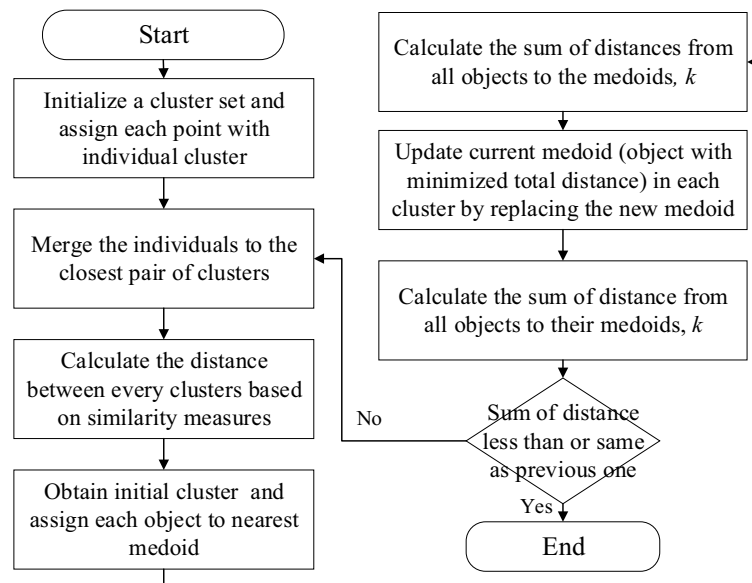 Start
Initialize a cluster set and
assign each point with
individual cluster
Merge the individuals to the
closest pair of clusters
Calculate the distance
between every clusters based
on similarity measures
Obtain initial cluster and
assign each object to nearest
medoid
Calculate the sum of distances from
all objects to the medoids, k
Update current medoid (object with
minimized total distance) in each
cluster by replacing the new medoid
Calculate the sum of distance from
all objects to their medoids, k
Sum of distance
less than or same
as previous one
No
Yes
End